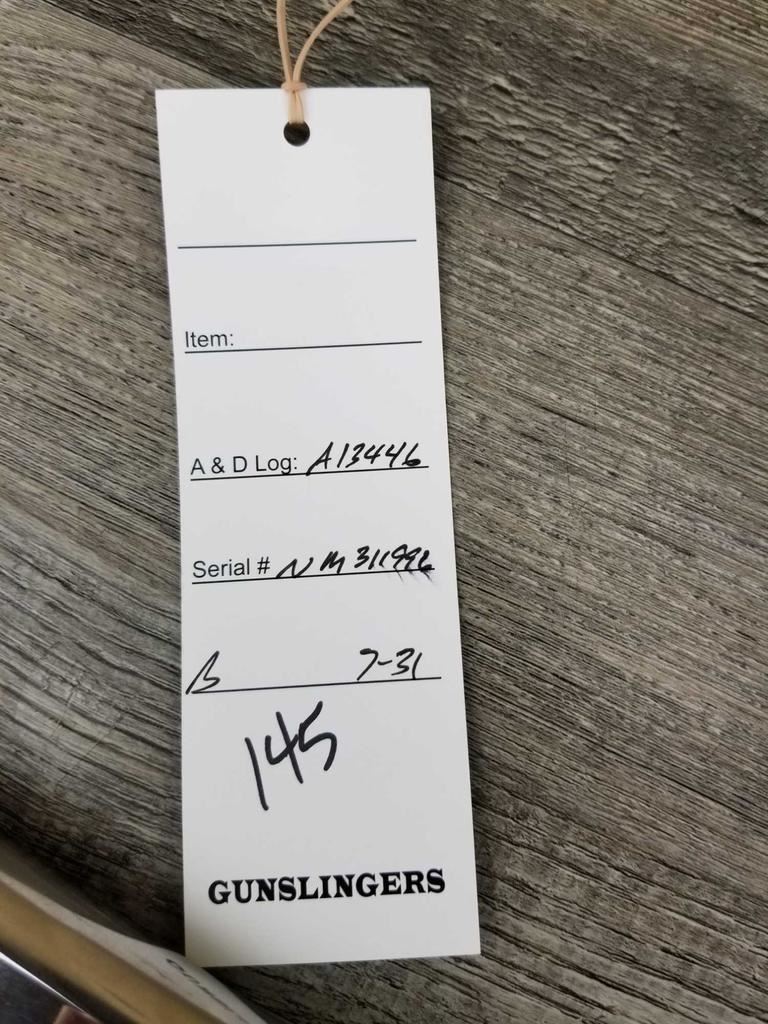 Item:
A & D Log: A13446
Serial # NM311996
B 7-31
145
GUNSLINGERS